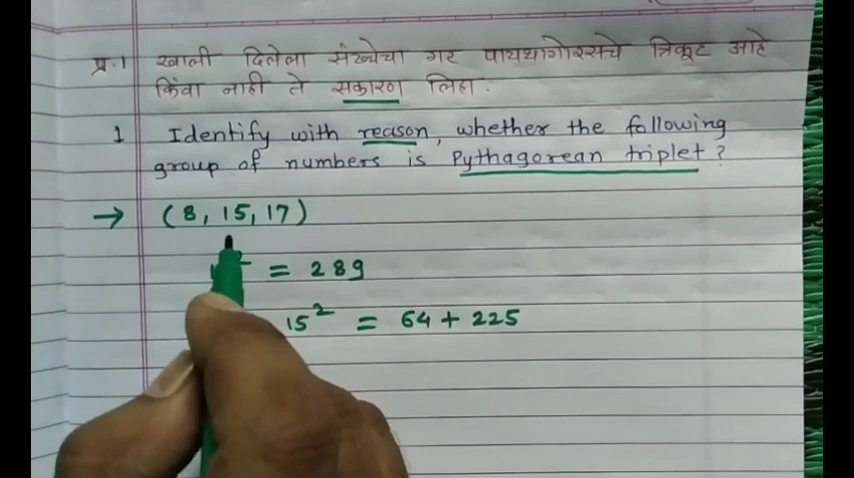 प्र.1 खाली दिलेला संख्येचा गट पायथागोरसचे त्रिकूट आहे
किंवा नाही ते सकारण लिहा.
1 Identify with reason, whether the following
group of numbers is Pythagorean triplet?
→ (8, 15, 17)
² = 289
15² = 64 + 225